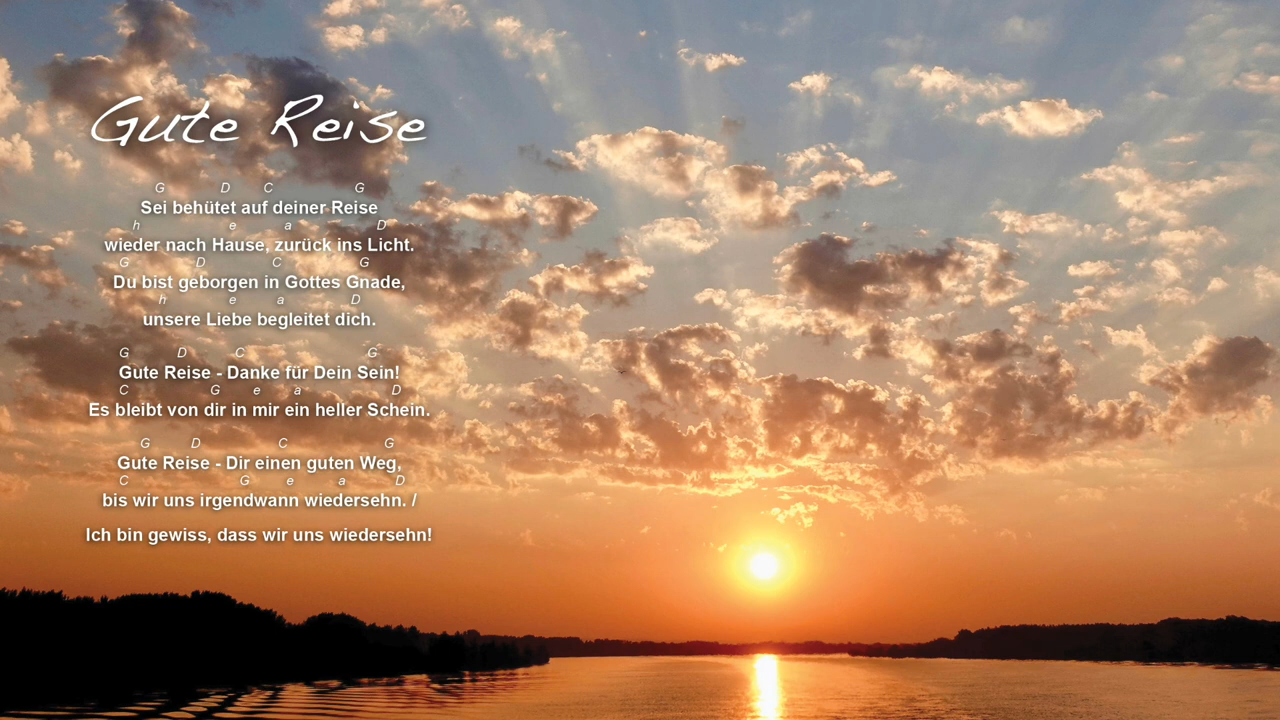 Gute Reise
G D C G
Sei behütet auf deiner Reise
h e a D
wieder nach Hause, zurück ins Licht.
G D C G
Du bist geborgen in Gottes Gnade,
h e a D
unsere Liebe begleitet dich.
G D C G
Gute Reise - Danke für Dein Sein!
C G e a D
Es bleibt von dir in mir ein heller Schein.
G D C G
Gute Reise - Dir einen guten Weg,
C G e a D
bis wir uns irgendwann wiedersehn. /
Ich bin gewiss, dass wir uns wiedersehn!